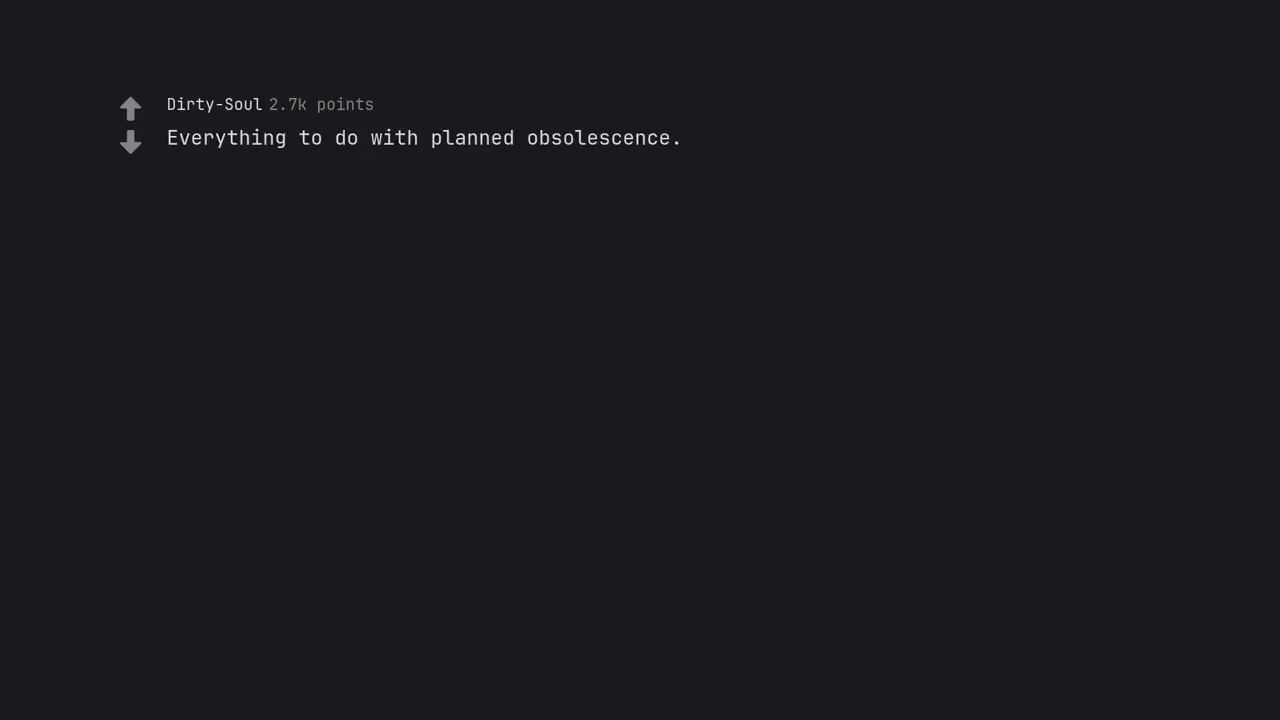 Dirty-Soul 2.7k points
Everything to do with planned obsolescence.